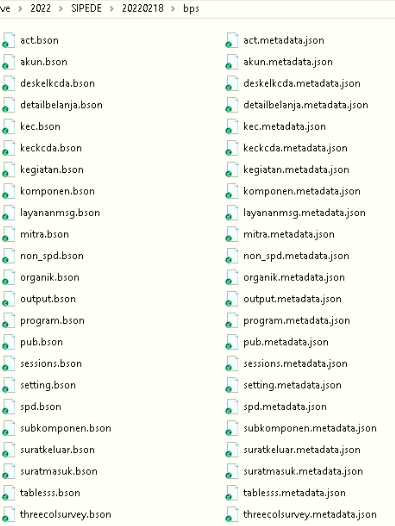 ve > 2022 > SIPEDE > 20220218 > bps
act.bson act.metadata.json
akun.bson akun.metadata.json
deskelkcda.bson deskelkcda.metadata.json
detailbelanja.bson detailbelanja.metadata.json
kec.bson kec.metadata.json
keckcda.bson keckcda.metadata.json
kegiatan.bson kegiatan.metadata.json
komponen.bson komponen.metadata.json
layananmsg.bson layananmsg.metadata.json
mitra.bson mitra.metadata.json
non_spd.bson non_spd.metadata.json
organik.bson organik.metadata.json
output.bson output.metadata.json
program.bson program.metadata.json
pub.bson pub.metadata.json
sessions.bson sessions.metadata.json
setting.bson setting.metadata.json
spd.bson spd.metadata.json
subkomponen.bson subkomponen.metadata.json
suratkeluar.bson suratkeluar.metadata.json
suratmasuk.bson suratmasuk.metadata.json
tablesss.bson tablesss.metadata.json
threecolsurvey.bson threecolsurvey.metadata.json